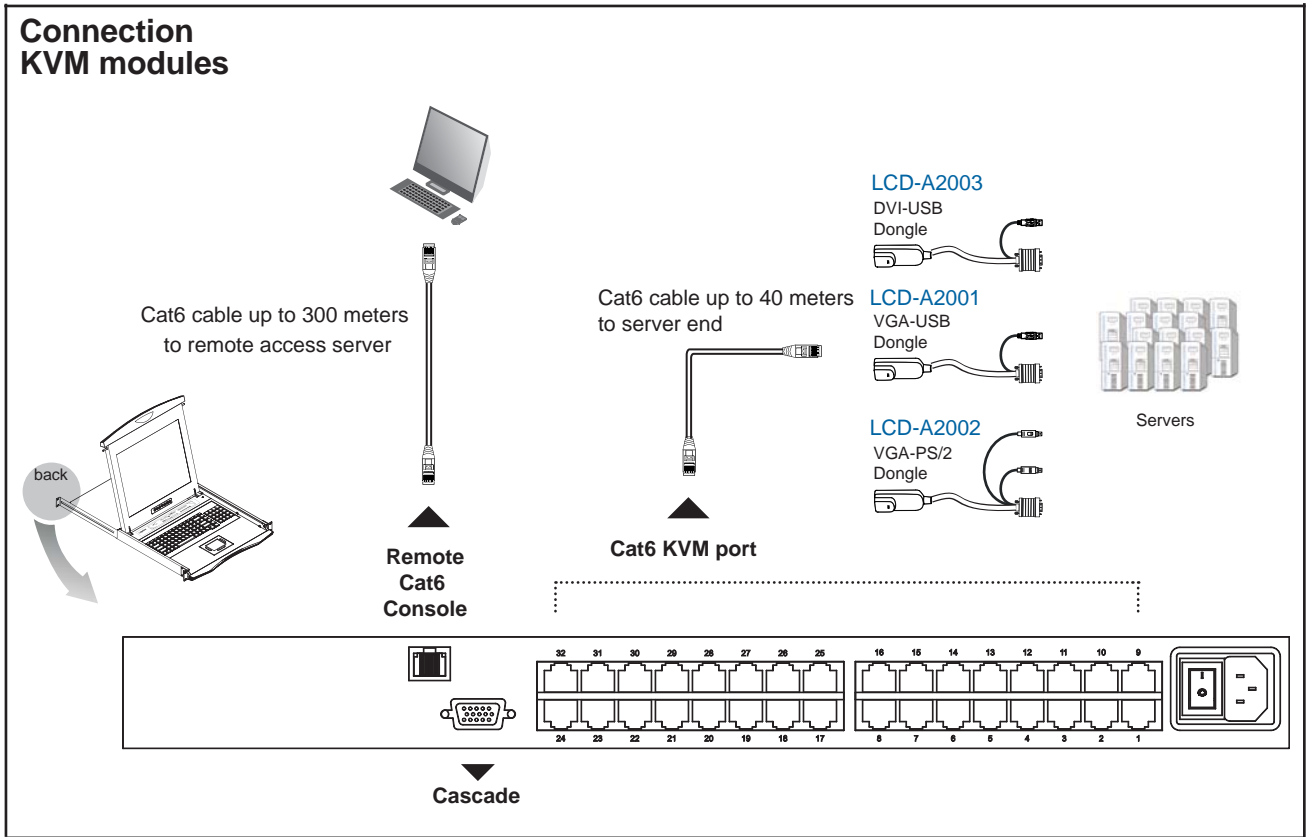 Connection
KVM modules
LCD-A2003
DVI-USB
Dongle
Cat6 cable up to 300 meters
to remote access server
Cat6 cable up to 40 meters
to server end
LCD-A2001
VGA-USB
Dongle
Servers
LCD-A2002
VGA-PS/2
Dongle
back
Remote
Cat6
Console
Cat6 KVM port
32 31 30 29 28 27 26 25 16 15 14 13 12 11 10 9
24 23 22 21 20 19 18 17 8 7 6 5 4 3 2 1
Cascade